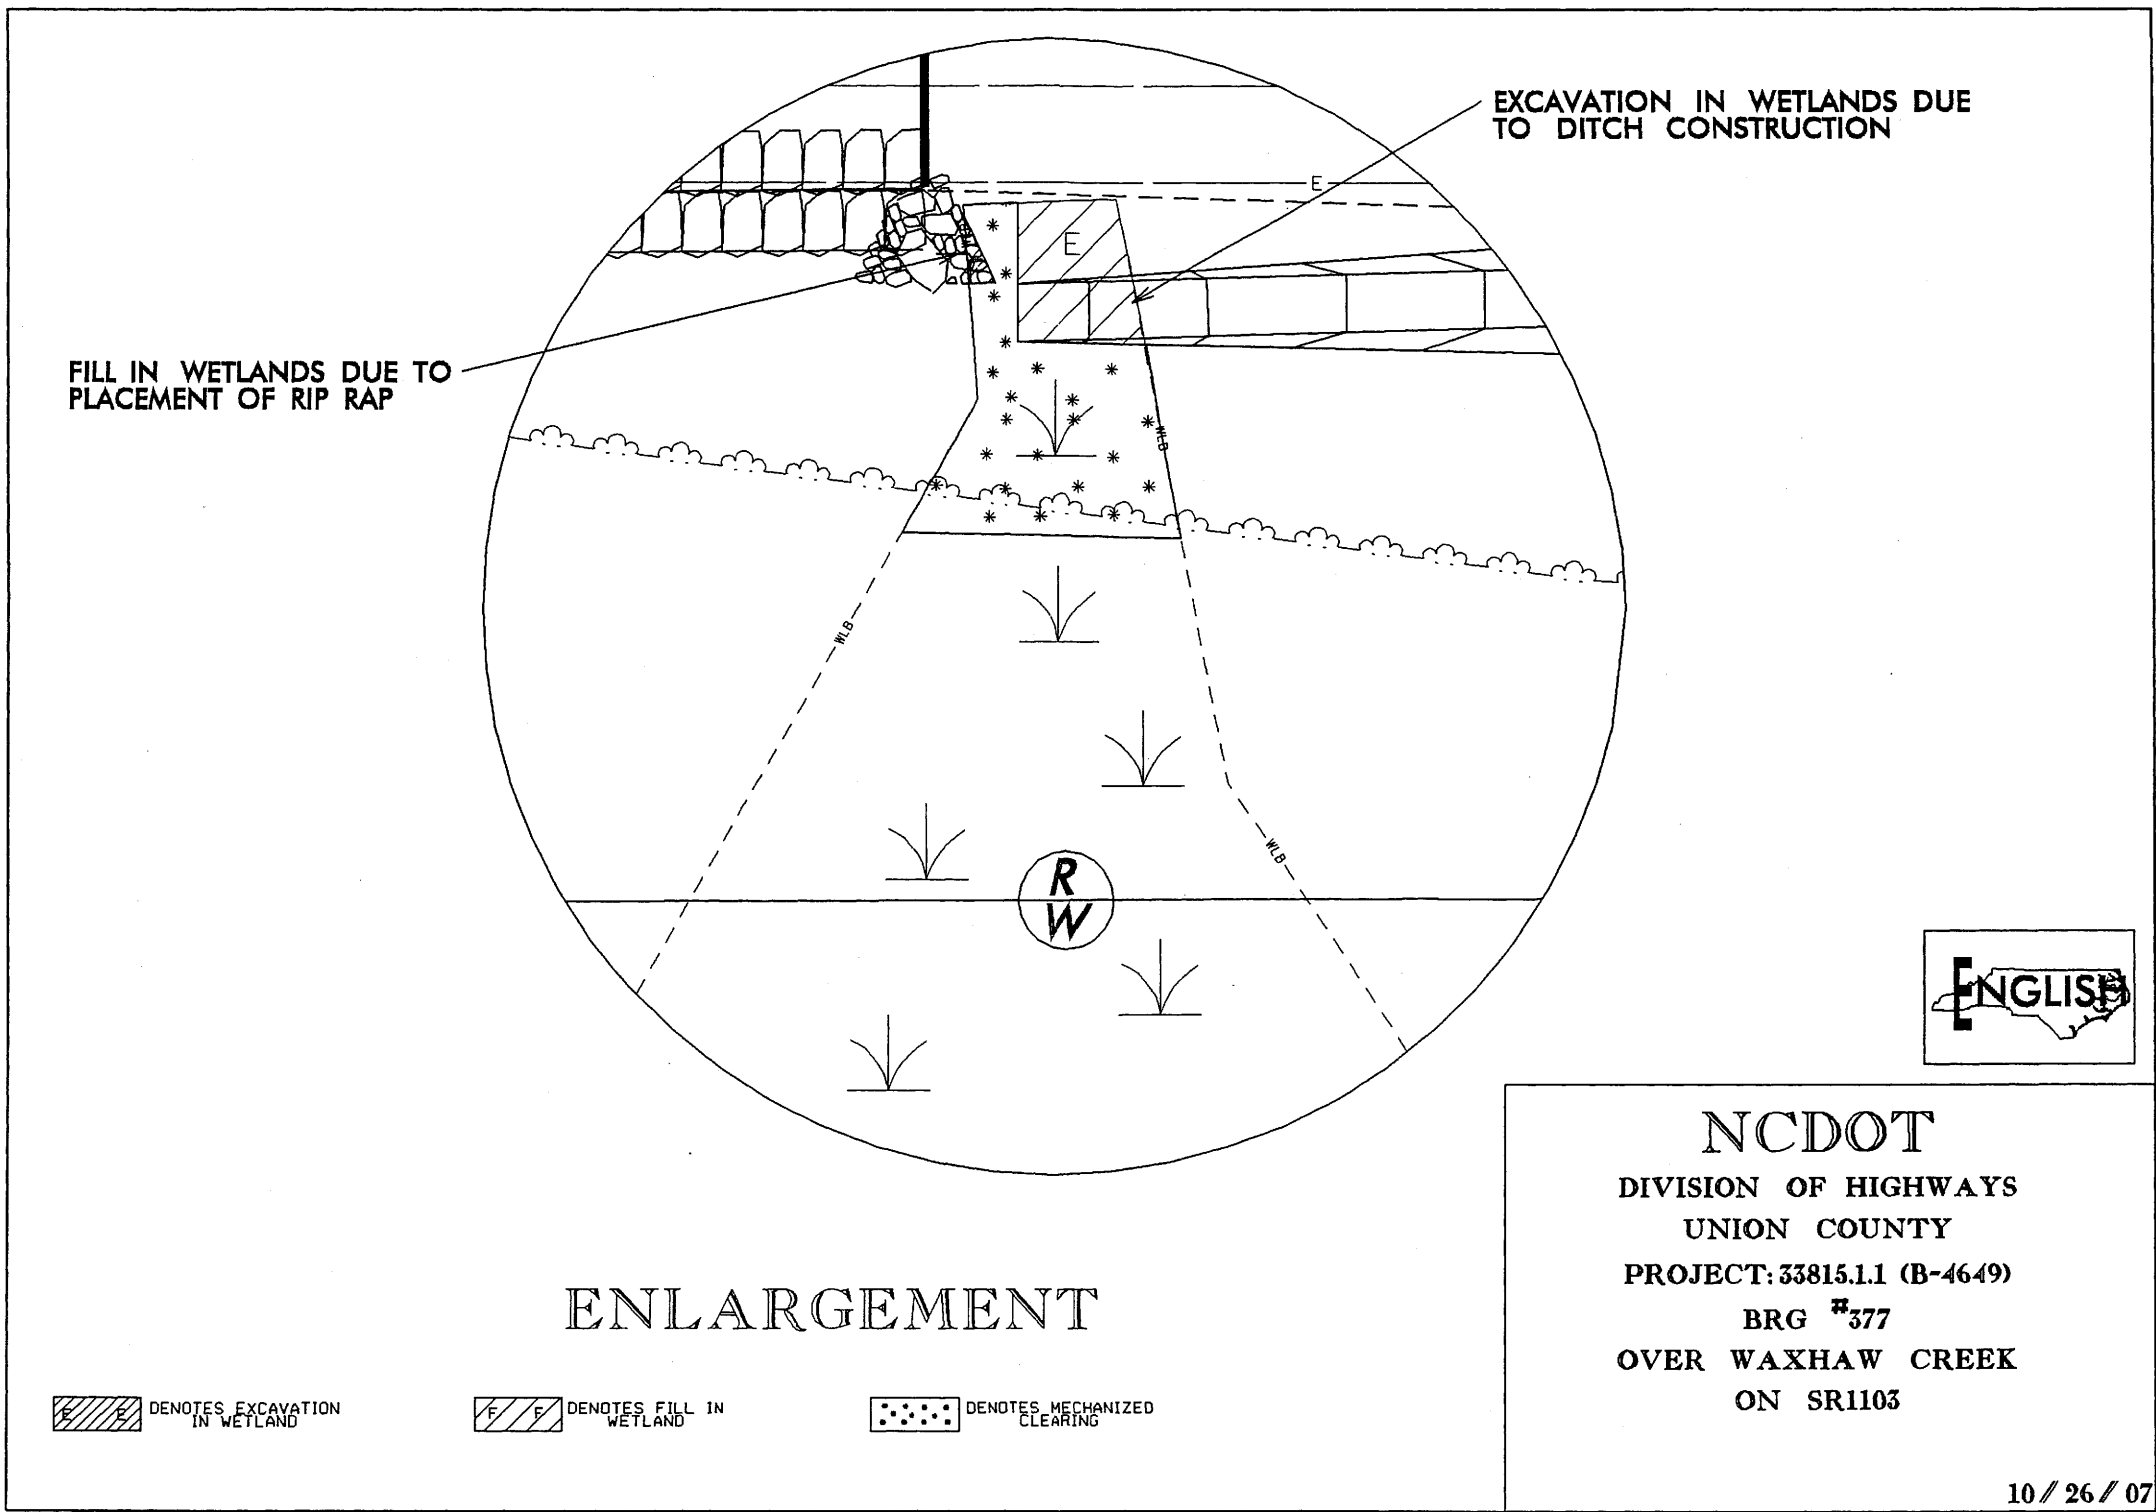 EXCAVATION IN WETLANDS DUE
TO DITCH CONSTRUCTION
E
E
FILL IN WETLANDS DUE TO
PLACEMENT OF RIP RAP
WLB
WLB
WLB
R
W
ENGLISH
NCDOT
DIVISION OF HIGHWAYS
UNION COUNTY
PROJECT: 33815.1.1 (B-4649)
BRG #377
OVER WAXHAW CREEK
ON SR1103
ENLARGEMENT
E E DENOTES EXCAVATION
IN WETLAND
F F DENOTES FILL IN
WETLAND
DENOTES MECHANIZED
CLEARING
10 / 26 / 07